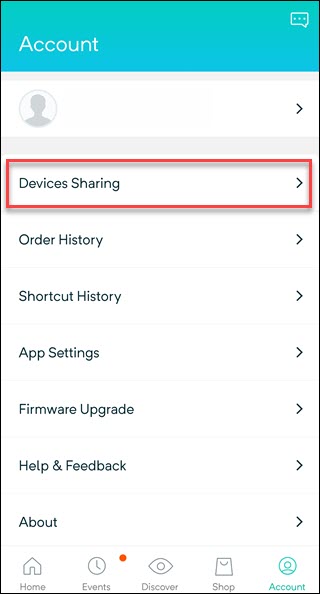 Account
Devices Sharing
Order History
Shortcut History
App Settings
Firmware Upgrade
Help & Feedback
About
Home Events Discover Shop Account